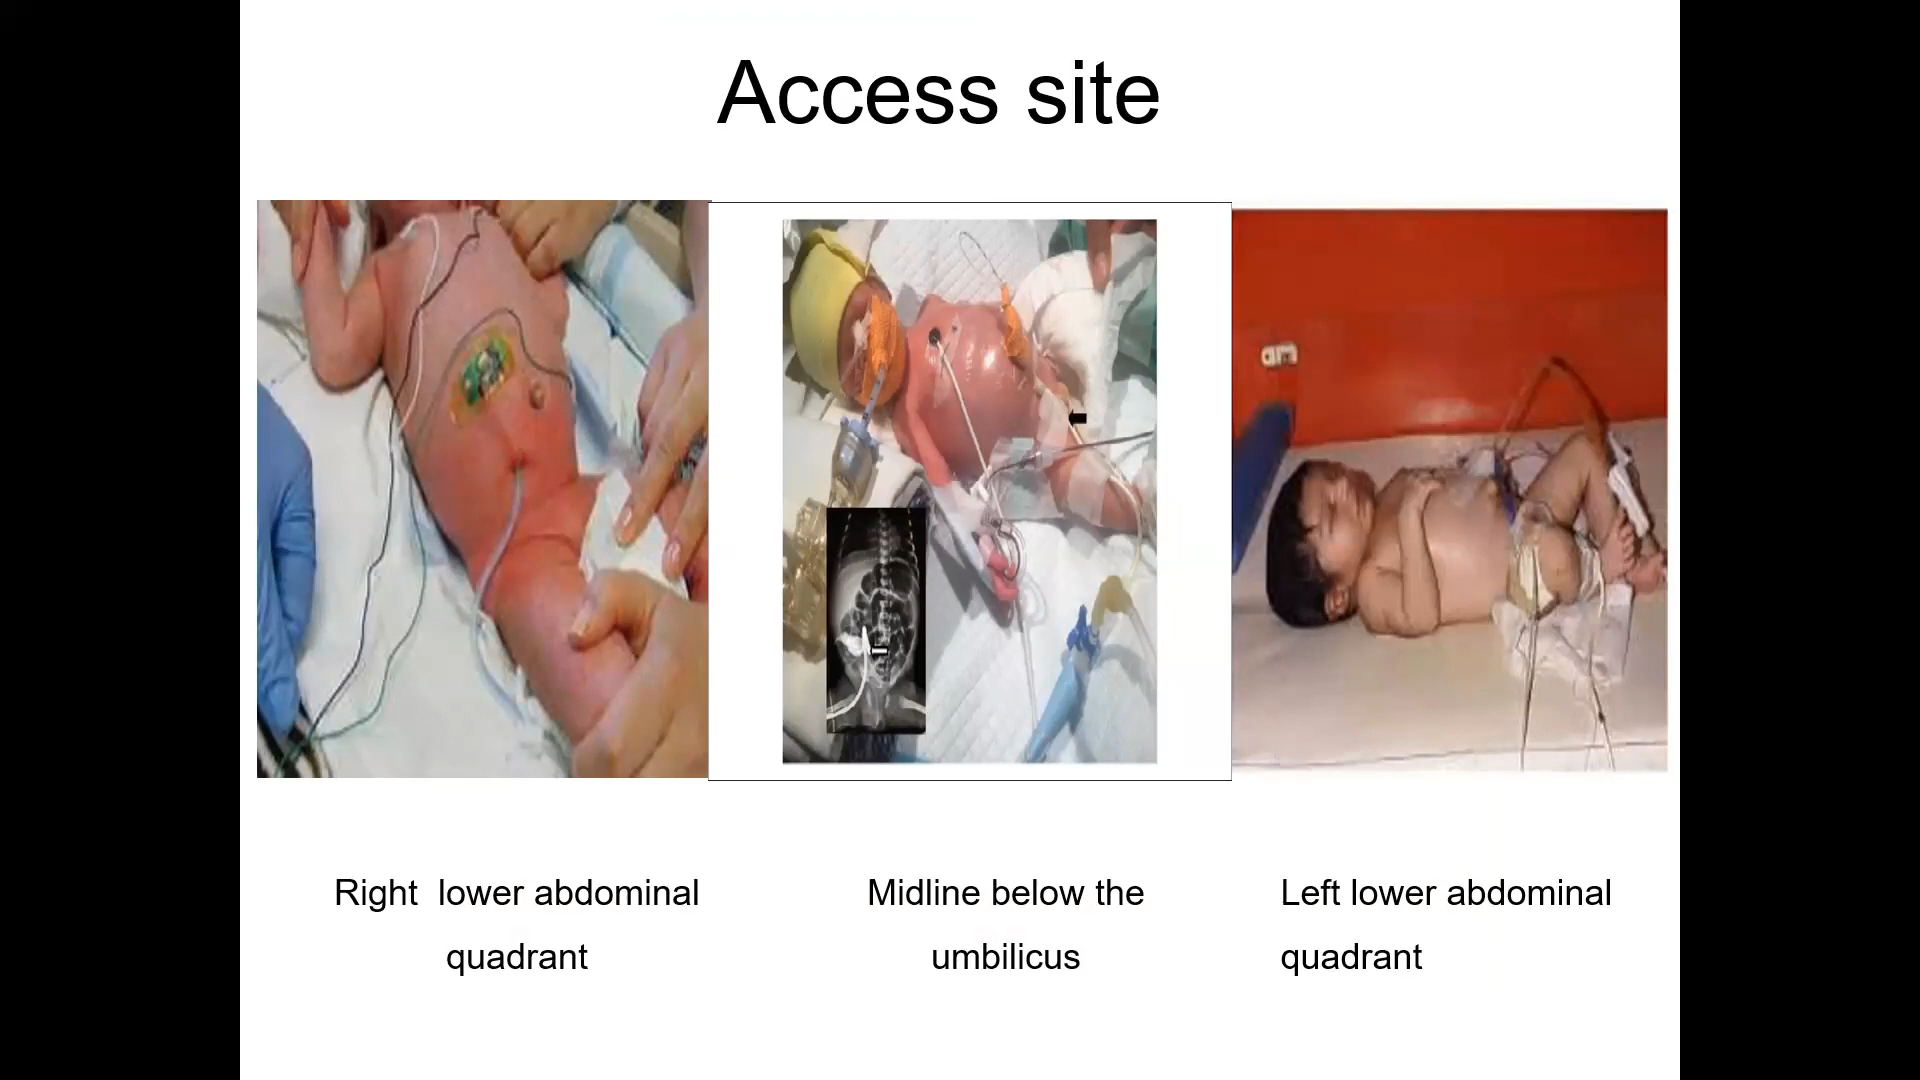 Access site
Right lower abdominal
quadrant
Midline below the
umbilicus
Left lower abdominal
quadrant